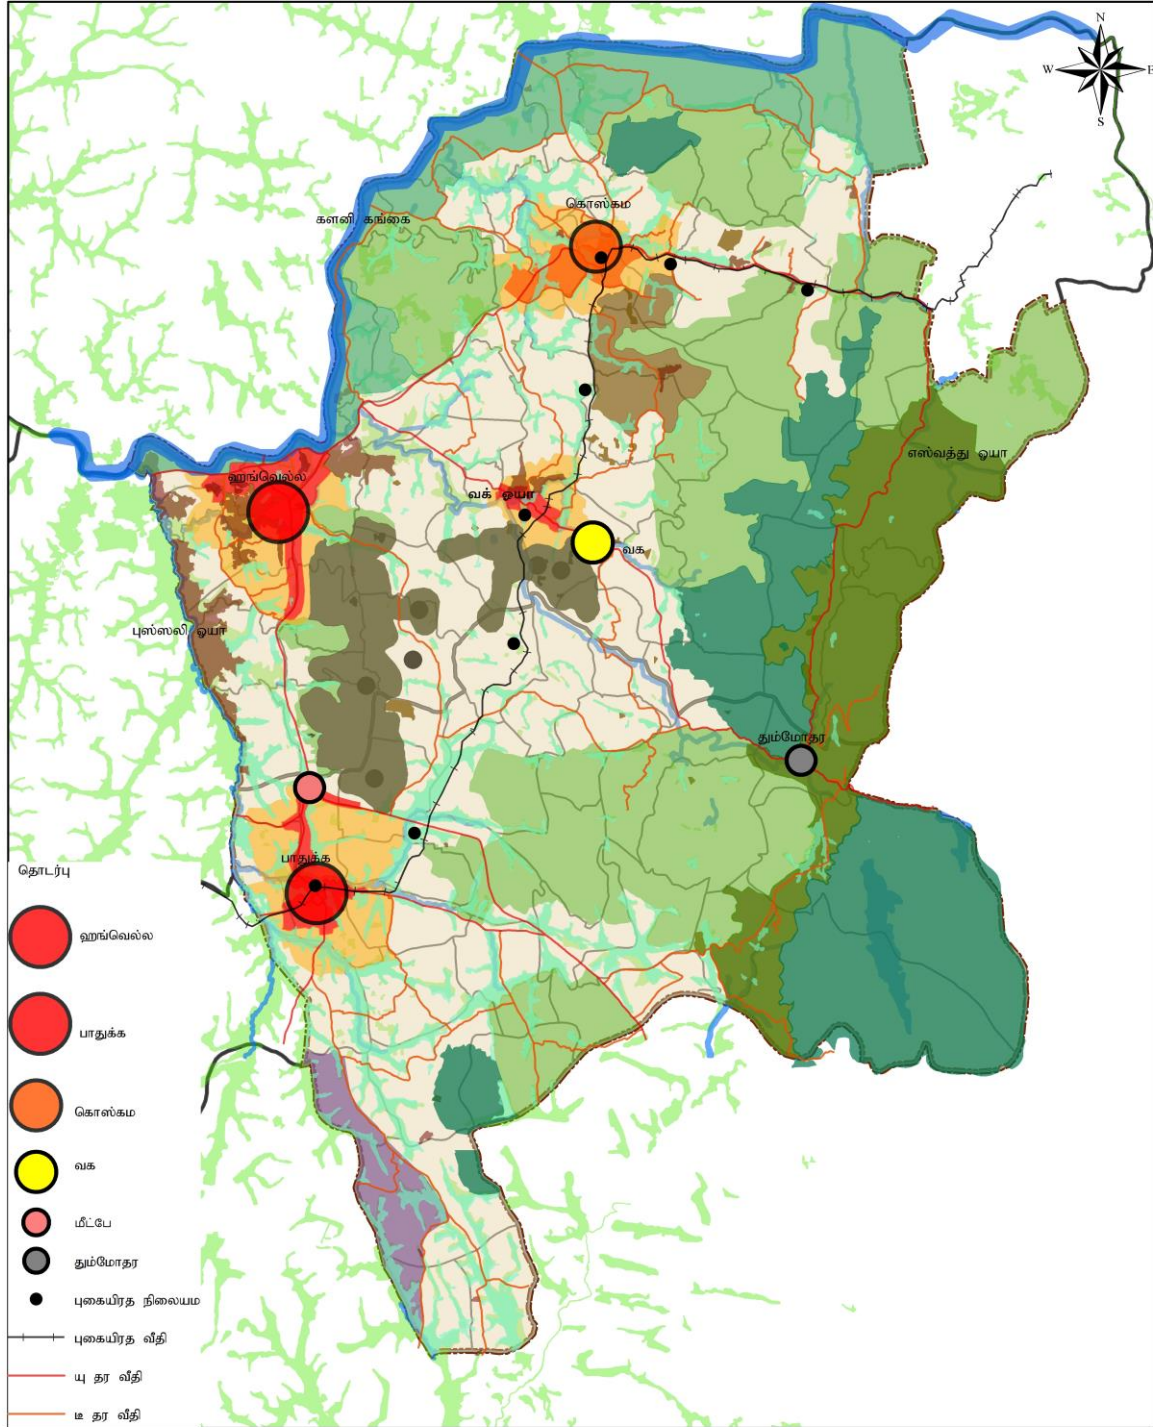 N
W
E
S
கொஸ்கம
களனி கங்கை
எஸ்வத்து ஓயா
ஹங்வெல்ல
வக் ஓயா
வக
புஸ்ஸலி ஓயா
தும்மோதர
பாதுக்க
தொடர்பு
ஹங்வெல்ல
பாதுக்க
கொஸ்கம
வக
மீட்பே
தும்மோதர
புகையிரத நிலையம
புகையிரத வீதி
யு தர வீதி
டீ தர வீதி